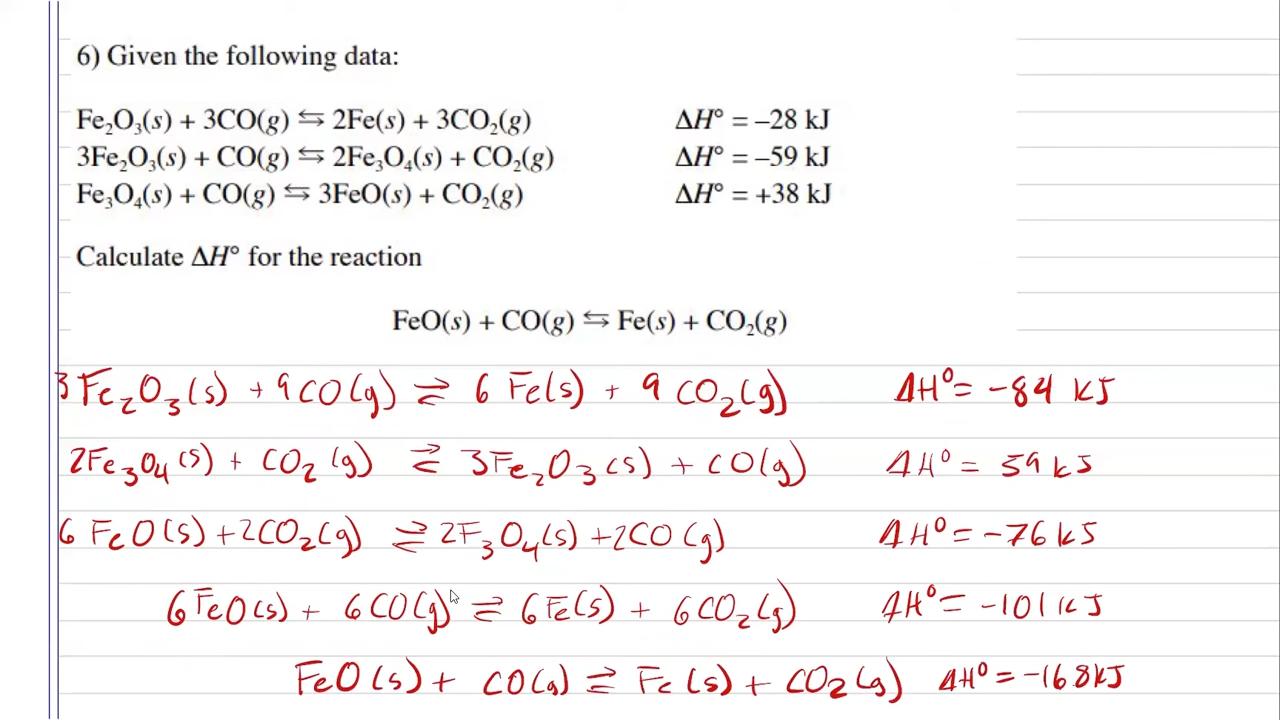 6) Given the following data:
Fe₂O₃(s) + 3CO(g) ⇆ 2Fe(s) + 3CO₂(g) ΔH° = –28 kJ
3Fe₂O₃(s) + CO(g) ⇆ 2Fe₃O₄(s) + CO₂(g) ΔH° = –59 kJ
Fe₃O₄(s) + CO(g) ⇆ 3FeO(s) + CO₂(g) ΔH° = +38 kJ
Calculate ΔH° for the reaction
FeO(s) + CO(g) ⇆ Fe(s) + CO₂(g)
3Fe₂O₃(s) + 9CO(g) ⇌ 6Fe(s) + 9CO₂(g) ΔH° = -84 kJ
2Fe₃O₄(s) + CO₂(g) ⇌ 3Fe₂O₃(s) + CO(g) ΔH° = 59 kJ
6FeO(s) + 2CO₂(g) ⇌ 2F₃O₄(s) + 2CO(g) ΔH° = -76 kJ
6FeO(s) + 6CO(g) ⇌ 6Fe(s) + 6CO₂(g) ΔH° = -101 kJ
FeO(s) + CO(g) ⇌ Fe(s) + CO₂(g) ΔH° = -168 kJ